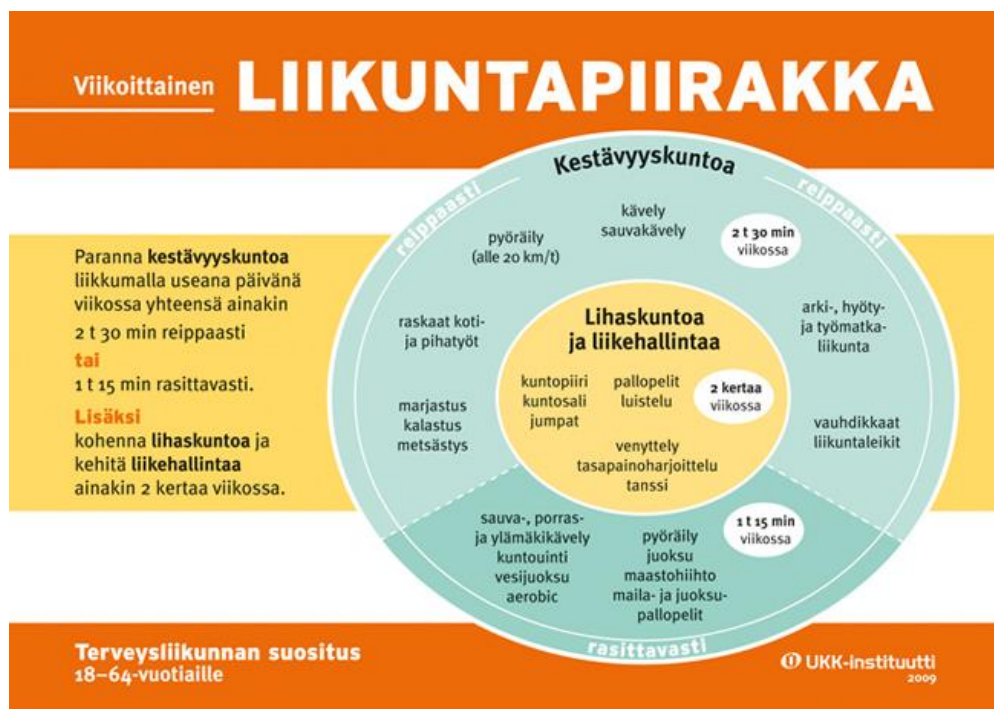 Viikoittainen LIIKUNTAPIIRAKKA
Paranna kestävyyskuntoa
liikkumalla useana päivänä
viikossa yhteensä ainakin
2 t 30 min reippaasti
tai
1 t 15 min rasittavasti.
Lisäksi
kohenna lihaskuntoa ja
kehitä liikehallintaa
ainakin 2 kertaa viikossa.
Kestävyyskuntoa
reippaasti
reippaasti
kävely
sauvakävely
2 t 30 min
viikossa
pyöräily
(alle 20 km/t)
raskaat koti-
ja pihatyöt
marjastus
kalastus
metsästys
arki-, hyöty-
ja työmatka-
liikunta
vauhdikkaat
liikuntaleikit
Lihaskuntoa
ja liikehallintaa
kuntopiiri
kuntosali
jumpat
pallopelit
luistelu
2 kertaa
viikossa
venyttely
tasapainoharjoittelu
tanssi
sauva-, porras-
ja ylämäkikävely
kuntouinti
vesijuoksu
aerobic
pyöräily
juoksu
maastohiihto
maila- ja juoksu-
pallopelit
1 t 15 min
viikossa
rasittavasti
Terveysliikunnan suositus
18–64-vuotiaille
UKK-instituutti
2009